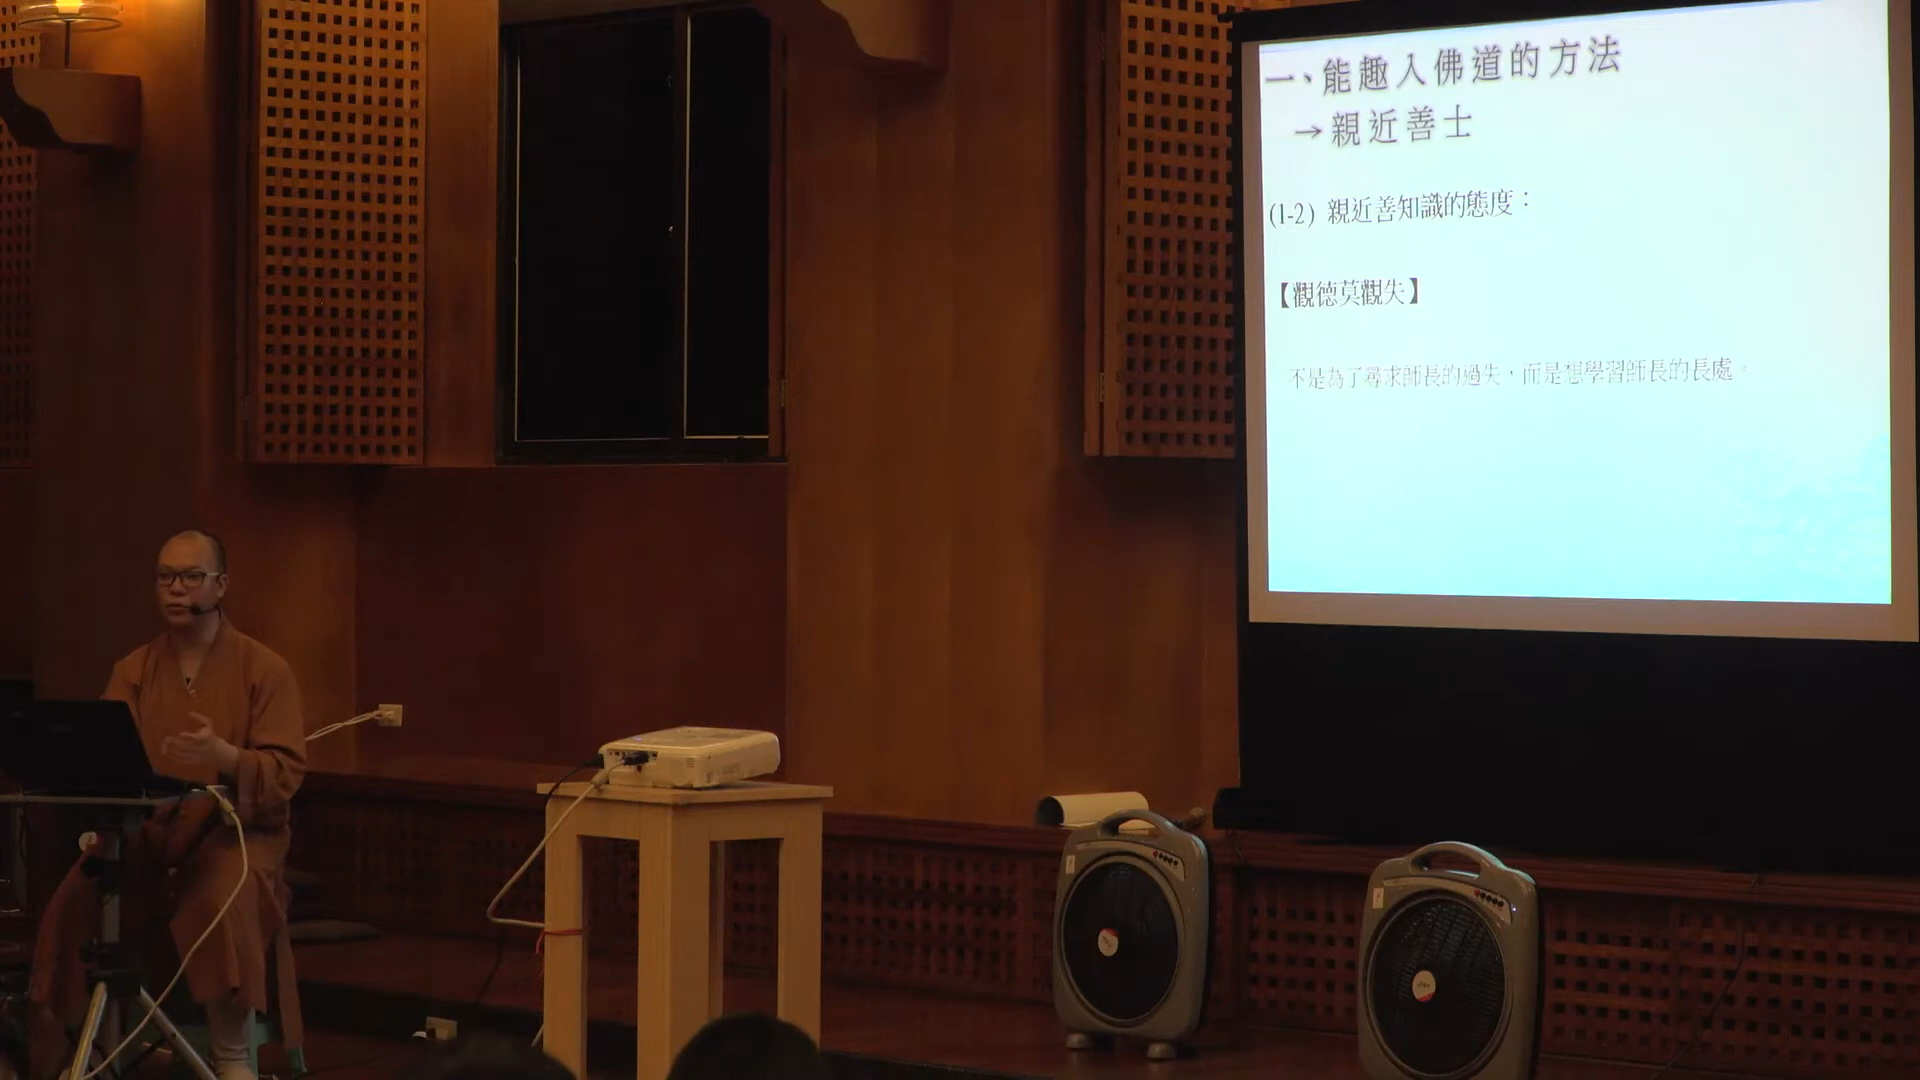 一、能趣入佛道的方法
→親近善士
(1-2) 親近善知識的態度：
【觀德莫觀失】
不是為了尋求師長的過失，而是想學習師長的長處。